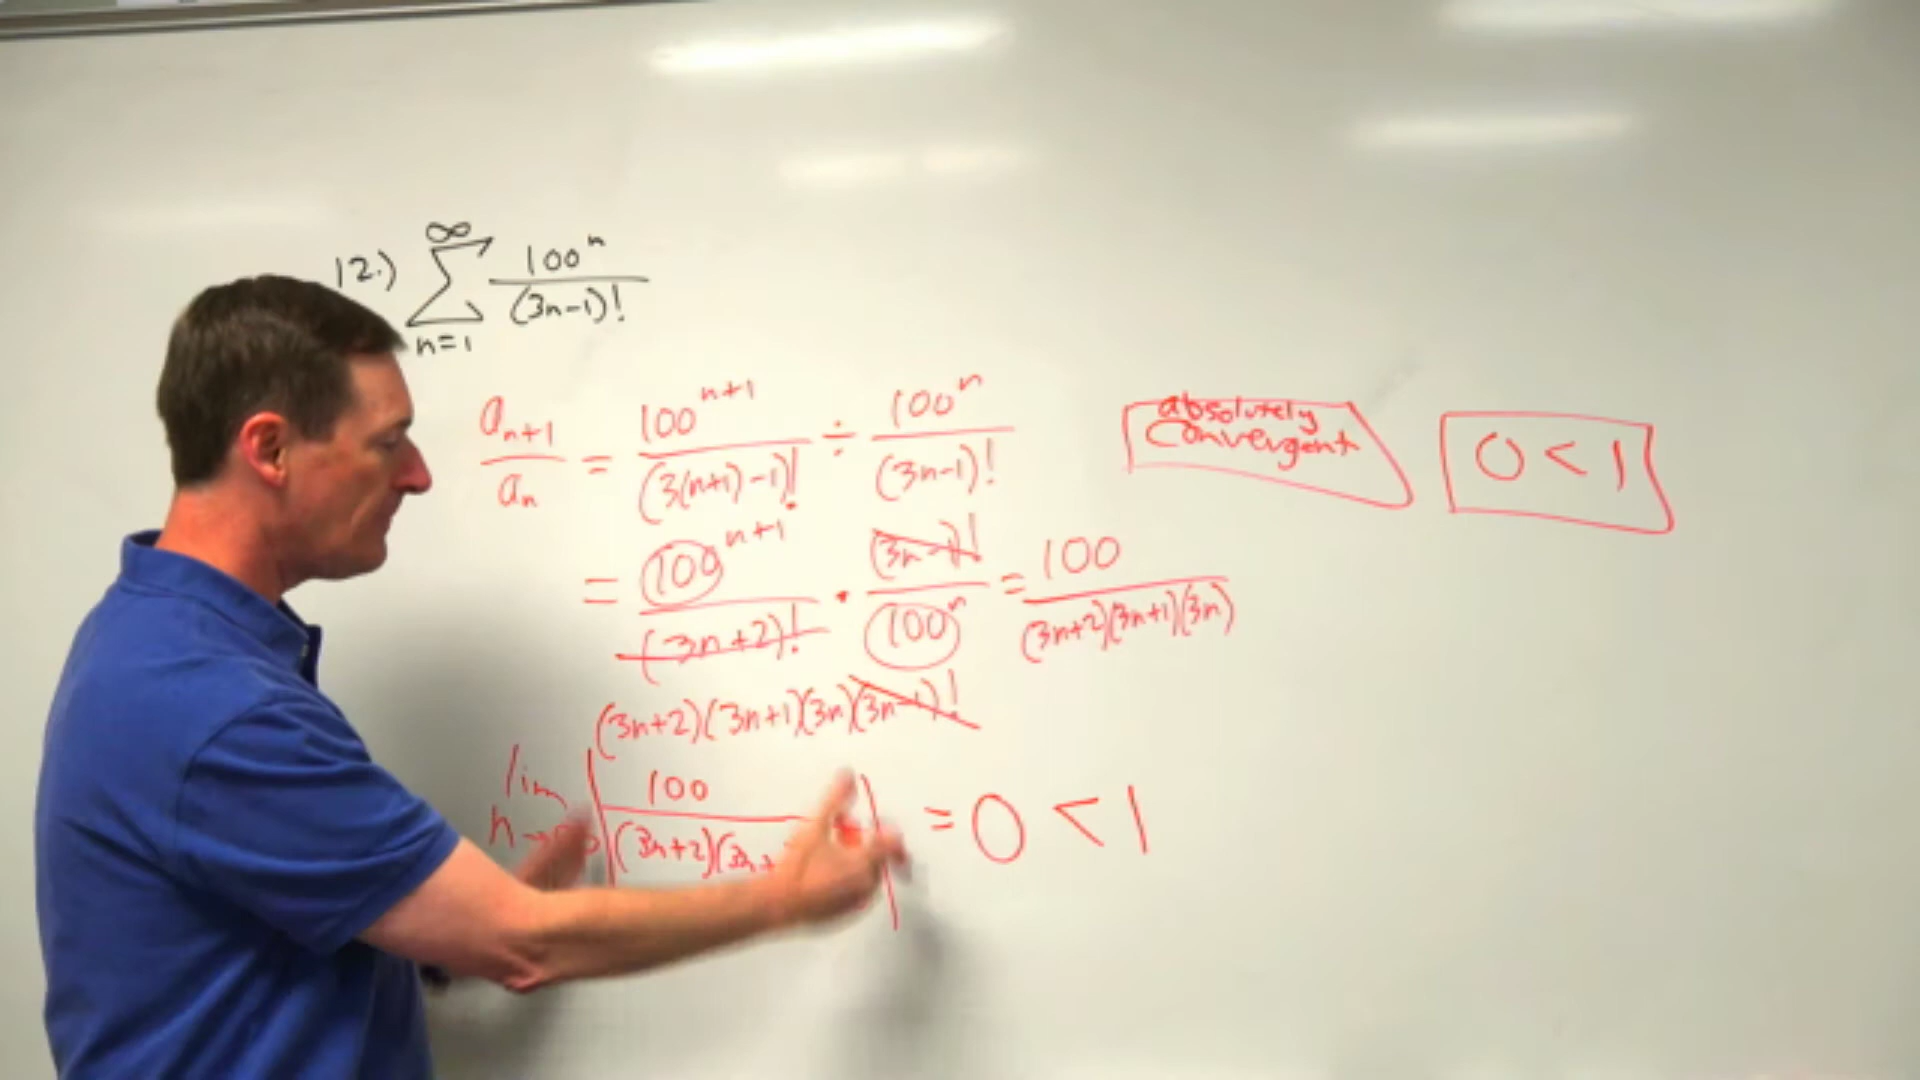 12.) ∞ ∑ n=1 100^n / (3n-1)!
a_{n+1} / a_n = 100^{n+1} / (3(n+1)-1)! ÷ 100^n / (3n-1)!
absolutely
convergent
0 < 1
= 100^{n+1} / (3n+2)! · (3n-1)! / 100^n = 100 / (3n+2)(3n+1)(3n)
(3n+2)(3n+1)(3n)(3n-1)!
lim n→∞ | 100 / (3n+2)(3n+ | = 0 < 1